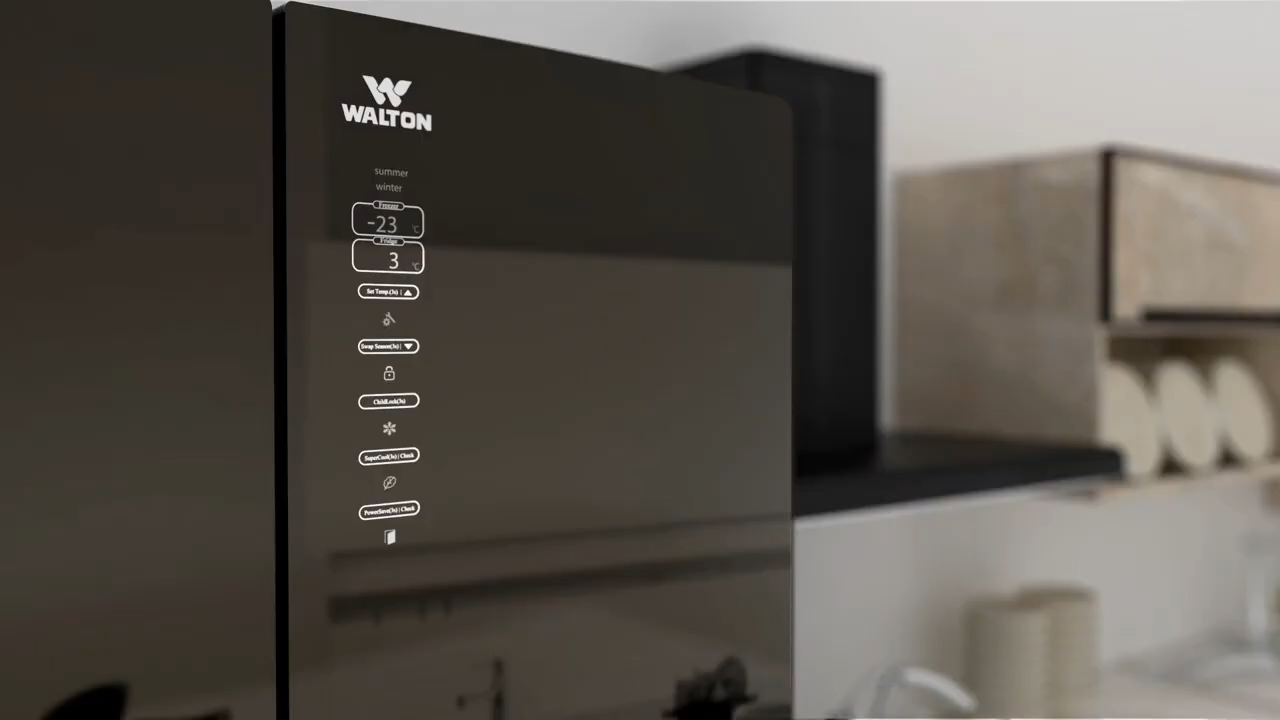 WALTON
summer
winter
Freezer
-23 °C
Fridge
3 °C
Set Temp.(3s) | ▲
Swap Season(3s) | ▼
ChildLock(3s)
SuperCool(3s) | Check
PowerSave(3s) | Check